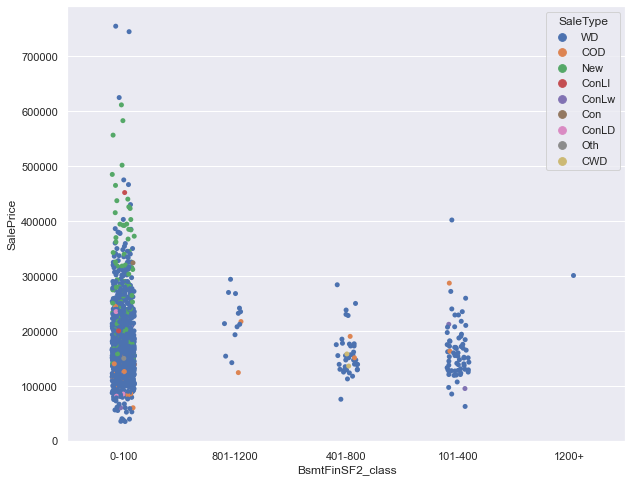 SaleType
WD
COD
New
ConLI
ConLw
Con
ConLD
Oth
CWD
700000
600000
500000
400000
300000
200000
100000
0
SalePrice
0-100 801-1200 401-800 101-400 1200+
BsmtFinSF2_class